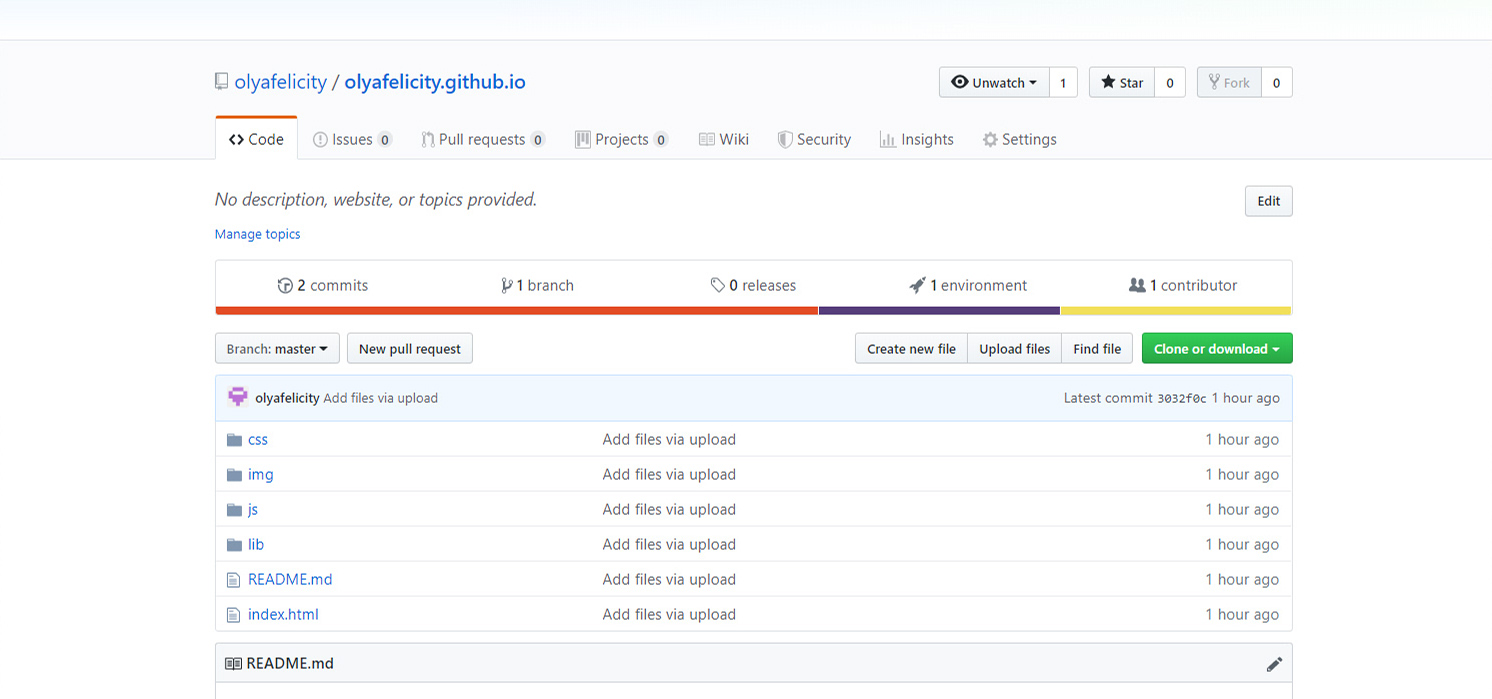 olyafelicity / olyafelicity.github.io Unwatch 1 Star 0 Fork 0
Code Issues 0 Pull requests 0 Projects 0 Wiki Security Insights Settings
No description, website, or topics provided. Edit
Manage topics
2 commits 1 branch 0 releases 1 environment 1 contributor
Branch: master New pull request Create new file Upload files Find file Clone or download
olyafelicity Add files via upload Latest commit 3032f0c 1 hour ago
css Add files via upload 1 hour ago
img Add files via upload 1 hour ago
js Add files via upload 1 hour ago
lib Add files via upload 1 hour ago
README.md Add files via upload 1 hour ago
index.html Add files via upload 1 hour ago
README.md